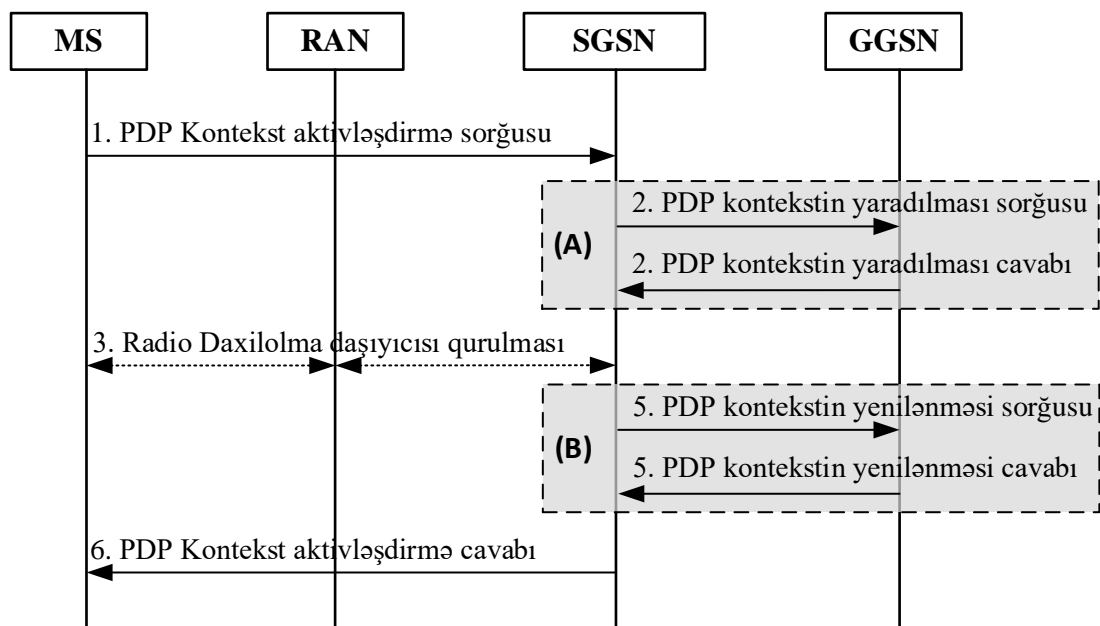 MS RAN SGSN GGSN
1. PDP Kontekst aktivləşdirmə sorğusu
2. PDP kontekstin yaradılması sorğusu
(A)
2. PDP kontekstin yaradılması cavabı
3. Radio Daxilolma daşıyıcısı qurulması
5. PDP kontekstin yenilənməsi sorğusu
(B)
5. PDP kontekstin yenilənməsi cavabı
6. PDP Kontekst aktivləşdirmə cavabı